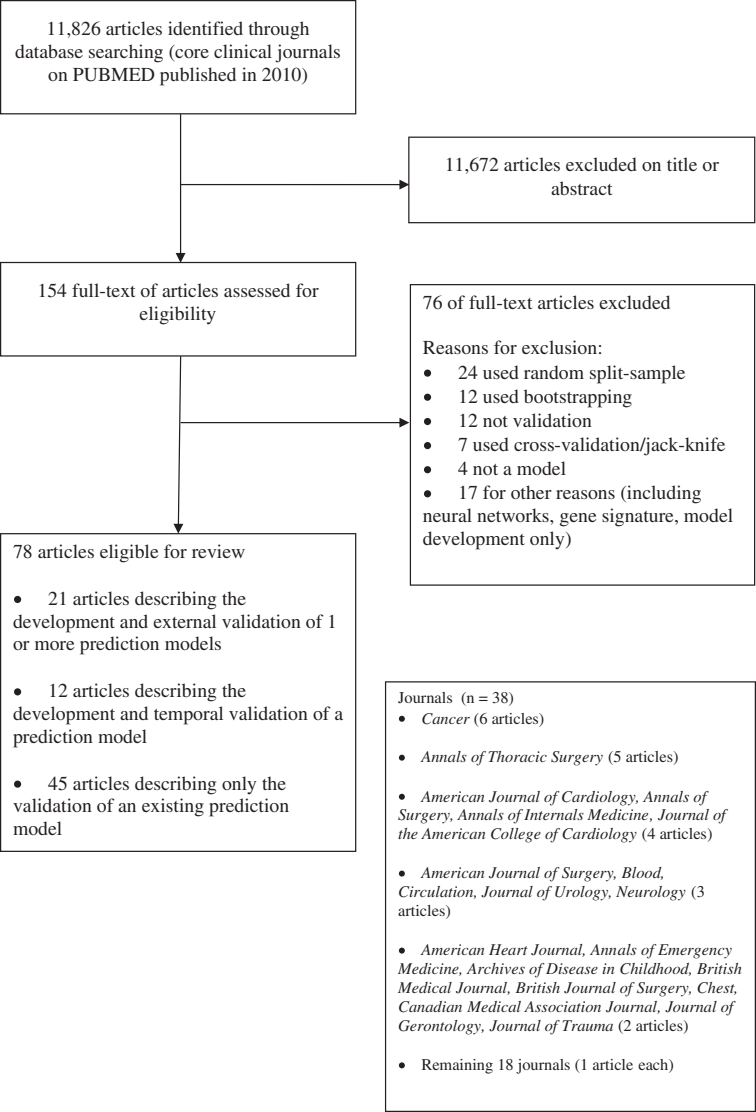 11,826 articles identified through
database searching (core clinical journals
on PUBMED published in 2010)
11,672 articles excluded on title or
abstract
154 full-text of articles assessed for
eligibility
76 of full-text articles excluded
Reasons for exclusion:
● 24 used random split-sample
● 12 used bootstrapping
● 12 not validation
● 7 used cross-validation/jack-knife
● 4 not a model
● 17 for other reasons (including
neural networks, gene signature, model
development only)
78 articles eligible for review
● 21 articles describing the
development and external validation of 1
or more prediction models
● 12 articles describing the
development and temporal validation of a
prediction model
● 45 articles describing only the
validation of an existing prediction
model
Journals (n = 38)
● Cancer (6 articles)
● Annals of Thoracic Surgery (5 articles)
● American Journal of Cardiology, Annals of
Surgery, Annals of Internals Medicine, Journal of
the American College of Cardiology (4 articles)
● American Journal of Surgery, Blood,
Circulation, Journal of Urology, Neurology (3
articles)
● American Heart Journal, Annals of Emergency
Medicine, Archives of Disease in Childhood, British
Medical Journal, British Journal of Surgery, Chest,
Canadian Medical Association Journal, Journal of
Gerontology, Journal of Trauma (2 articles)
● Remaining 18 journals (1 article each)